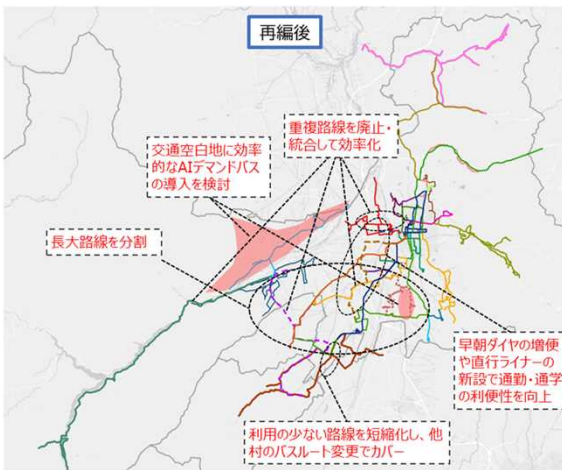 再編後
重複路線を廃止・
統合して効率化
交通空白地に効率
的なAIデマンドバス
の導入を検討
長大路線を分割
早朝ダイヤの増便
や直行ライナーの
新設で通勤・通学
の利便性を向上
利用の少ない路線を短縮化し、他
村のバスルート変更でカバー